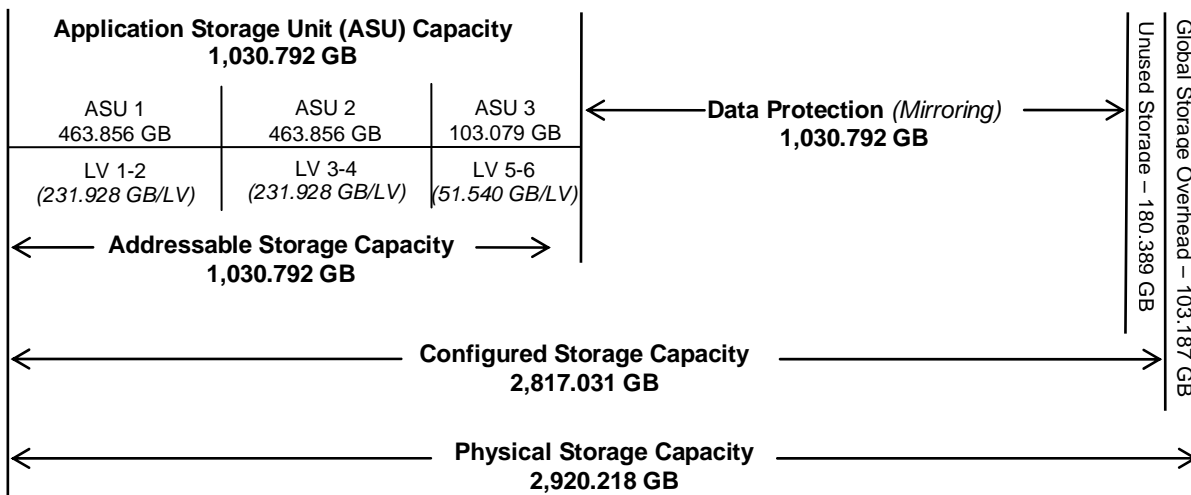 Application Storage Unit (ASU) Capacity
1,030.792 GB
ASU 1
463.856 GB
ASU 2
463.856 GB
ASU 3
103.079 GB
LV 1-2
(231.928 GB/LV)
LV 3-4
(231.928 GB/LV)
LV 5-6
(51.540 GB/LV)
Data Protection (Mirroring)
1,030.792 GB
Unused Storage – 180.389 GB
Global Storage Overhead – 103.187 GB
Addressable Storage Capacity
1,030.792 GB
Configured Storage Capacity
2,817.031 GB
Physical Storage Capacity
2,920.218 GB